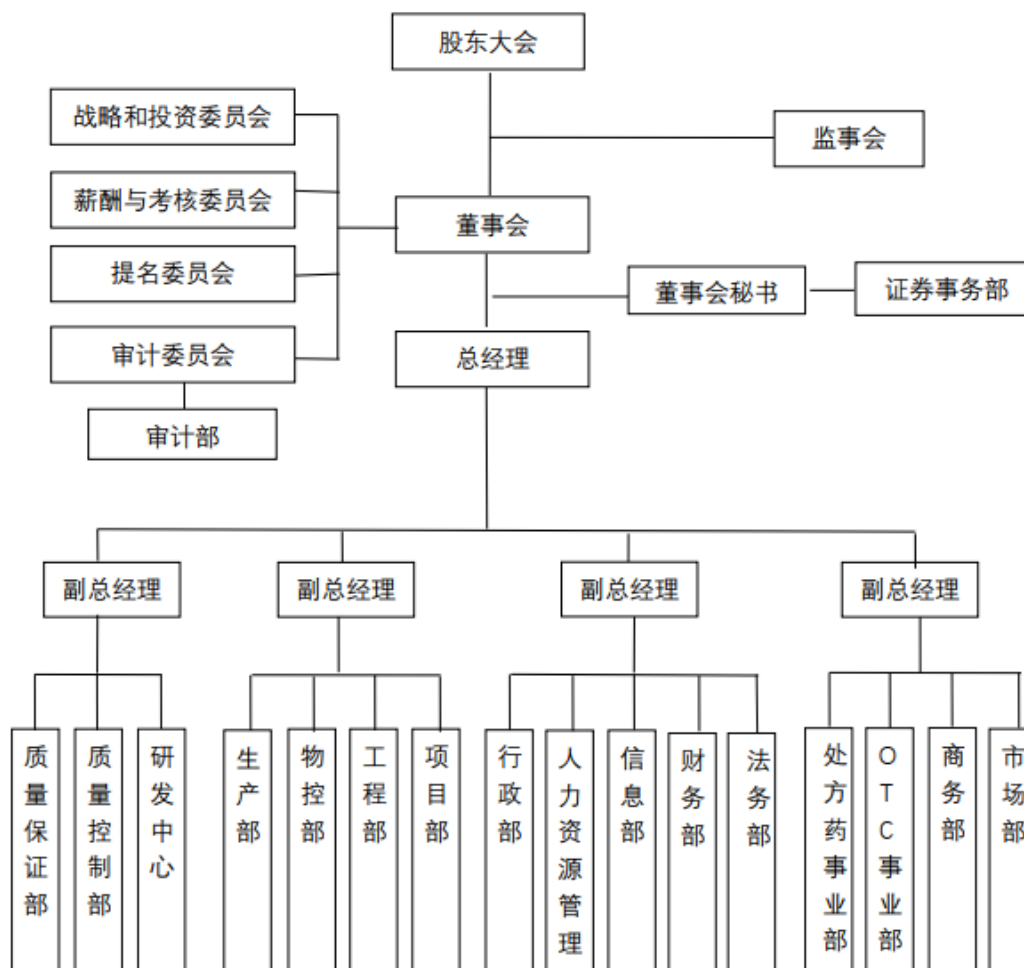 股东大会
战略和投资委员会
监事会
薪酬与考核委员会
董事会
提名委员会
董事会秘书
证券事务部
审计委员会
总经理
审计部
副总经理
副总经理
副总经理
副总经理
质量保证部
质量控制部
研发中心
生产部
物控部
工程部
项目部
行政部
人力资源管理
信息部
财务部
法务部
处方药事业部
OTC事业部
商务部
市场部